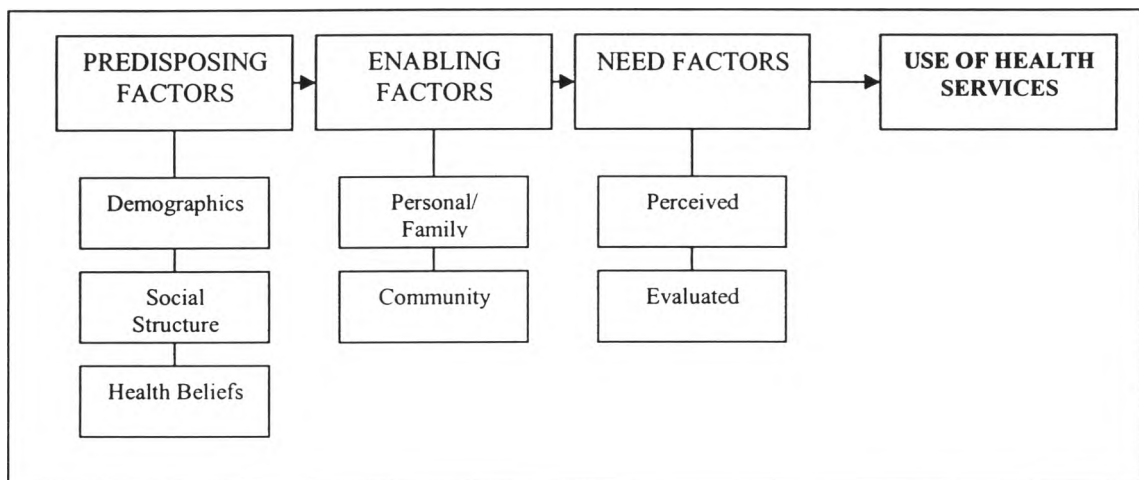 PREDISPOSING
FACTORS
ENABLING
FACTORS
NEED FACTORS
USE OF HEALTH
SERVICES
Demographics
Social
Structure
Health Beliefs
Personal/
Family
Community
Perceived
Evaluated